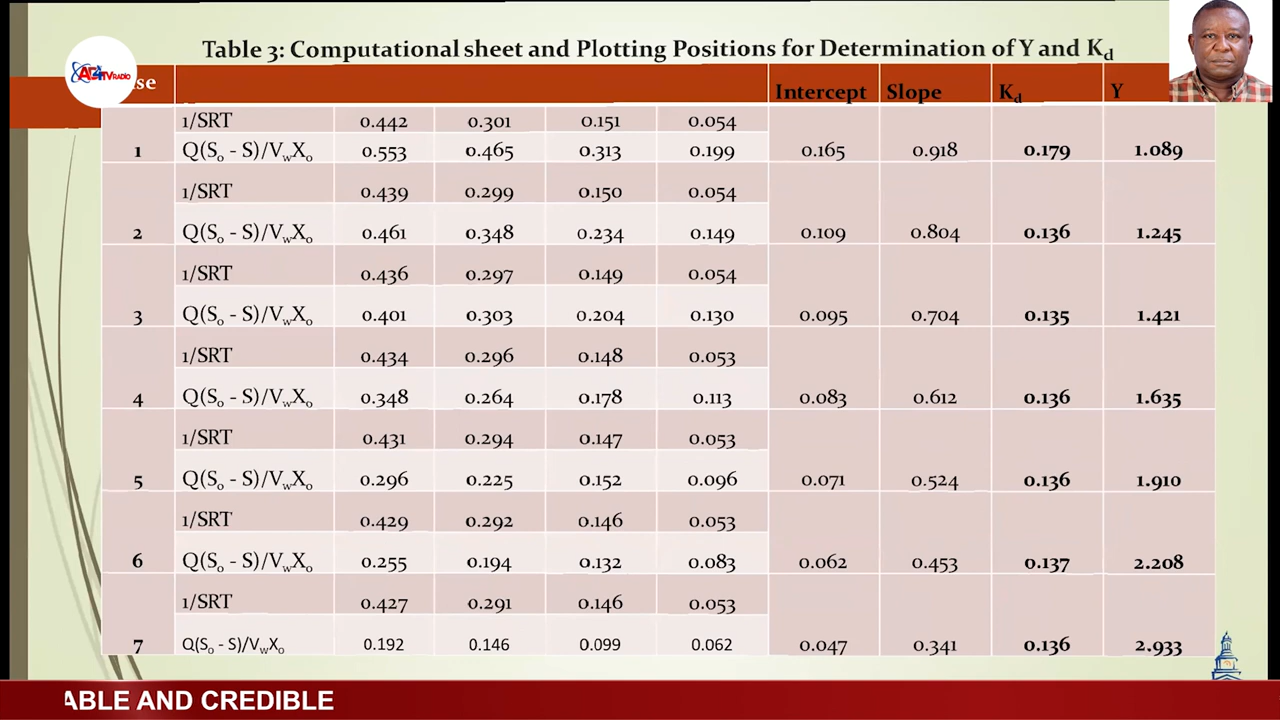 Table 3: Computational sheet and Plotting Positions for Determination of Y and Kd
AD4TV RADIO
se Intercept Slope Kd Y
1/SRT 0.442 0.301 0.151 0.054
1 Q(So - S)/VwXo 0.553 0.465 0.313 0.199 0.165 0.918 0.179 1.089
1/SRT 0.439 0.299 0.150 0.054
2 Q(So - S)/VwXo 0.461 0.348 0.234 0.149 0.109 0.804 0.136 1.245
1/SRT 0.436 0.297 0.149 0.054
3 Q(So - S)/VwXo 0.401 0.303 0.204 0.130 0.095 0.704 0.135 1.421
1/SRT 0.434 0.296 0.148 0.053
4 Q(So - S)/VwXo 0.348 0.264 0.178 0.113 0.083 0.612 0.136 1.635
1/SRT 0.431 0.294 0.147 0.053
5 Q(So - S)/VwXo 0.296 0.225 0.152 0.096 0.071 0.524 0.136 1.910
1/SRT 0.429 0.292 0.146 0.053
6 Q(So - S)/VwXo 0.255 0.194 0.132 0.083 0.062 0.453 0.137 2.208
1/SRT 0.427 0.291 0.146 0.053
7 Q(So - S)/VwXo 0.192 0.146 0.099 0.062 0.047 0.341 0.136 2.933
ABLE AND CREDIBLE